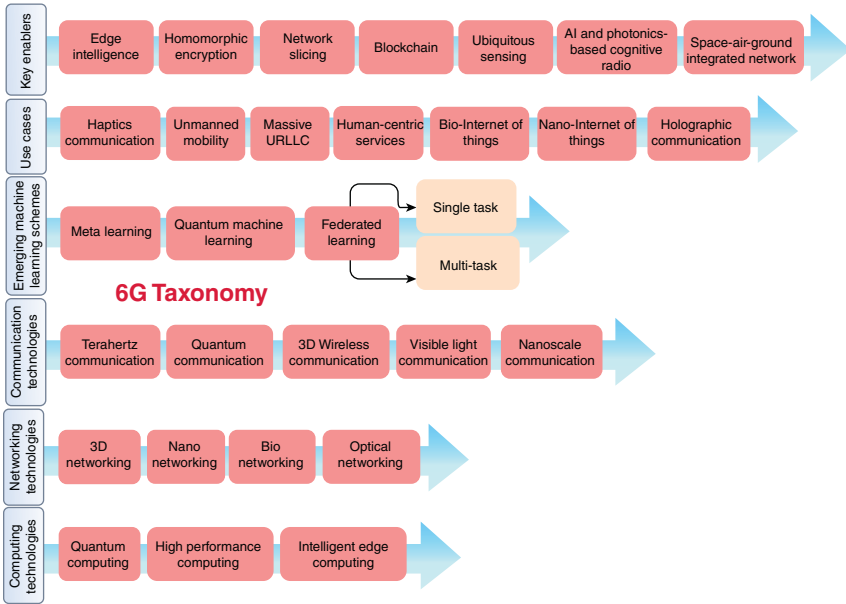 Key enablers
Edge
intelligence
Homomorphic
encryption
Network
slicing
Blockchain
Ubiquitous
sensing
AI and photonics-
based cognitive
radio
Space-air-ground
integrated network
Use cases
Haptics
communication
Unmanned
mobility
Massive
URLLC
Human-centric
services
Bio-Internet of
things
Nano-Internet of
things
Holographic
communication
Emerging machine
learning schemes
Meta learning
Quantum machine
learning
Federated
learning
Single task
Multi-task
6G Taxonomy
Communication
technologies
Terahertz
communication
Quantum
communication
3D Wireless
communication
Visible light
communication
Nanoscale
communication
Networking
technologies
3D
networking
Nano
networking
Bio
networking
Optical
networking
Computing
technologies
Quantum
computing
High performance
computing
Intelligent edge
computing